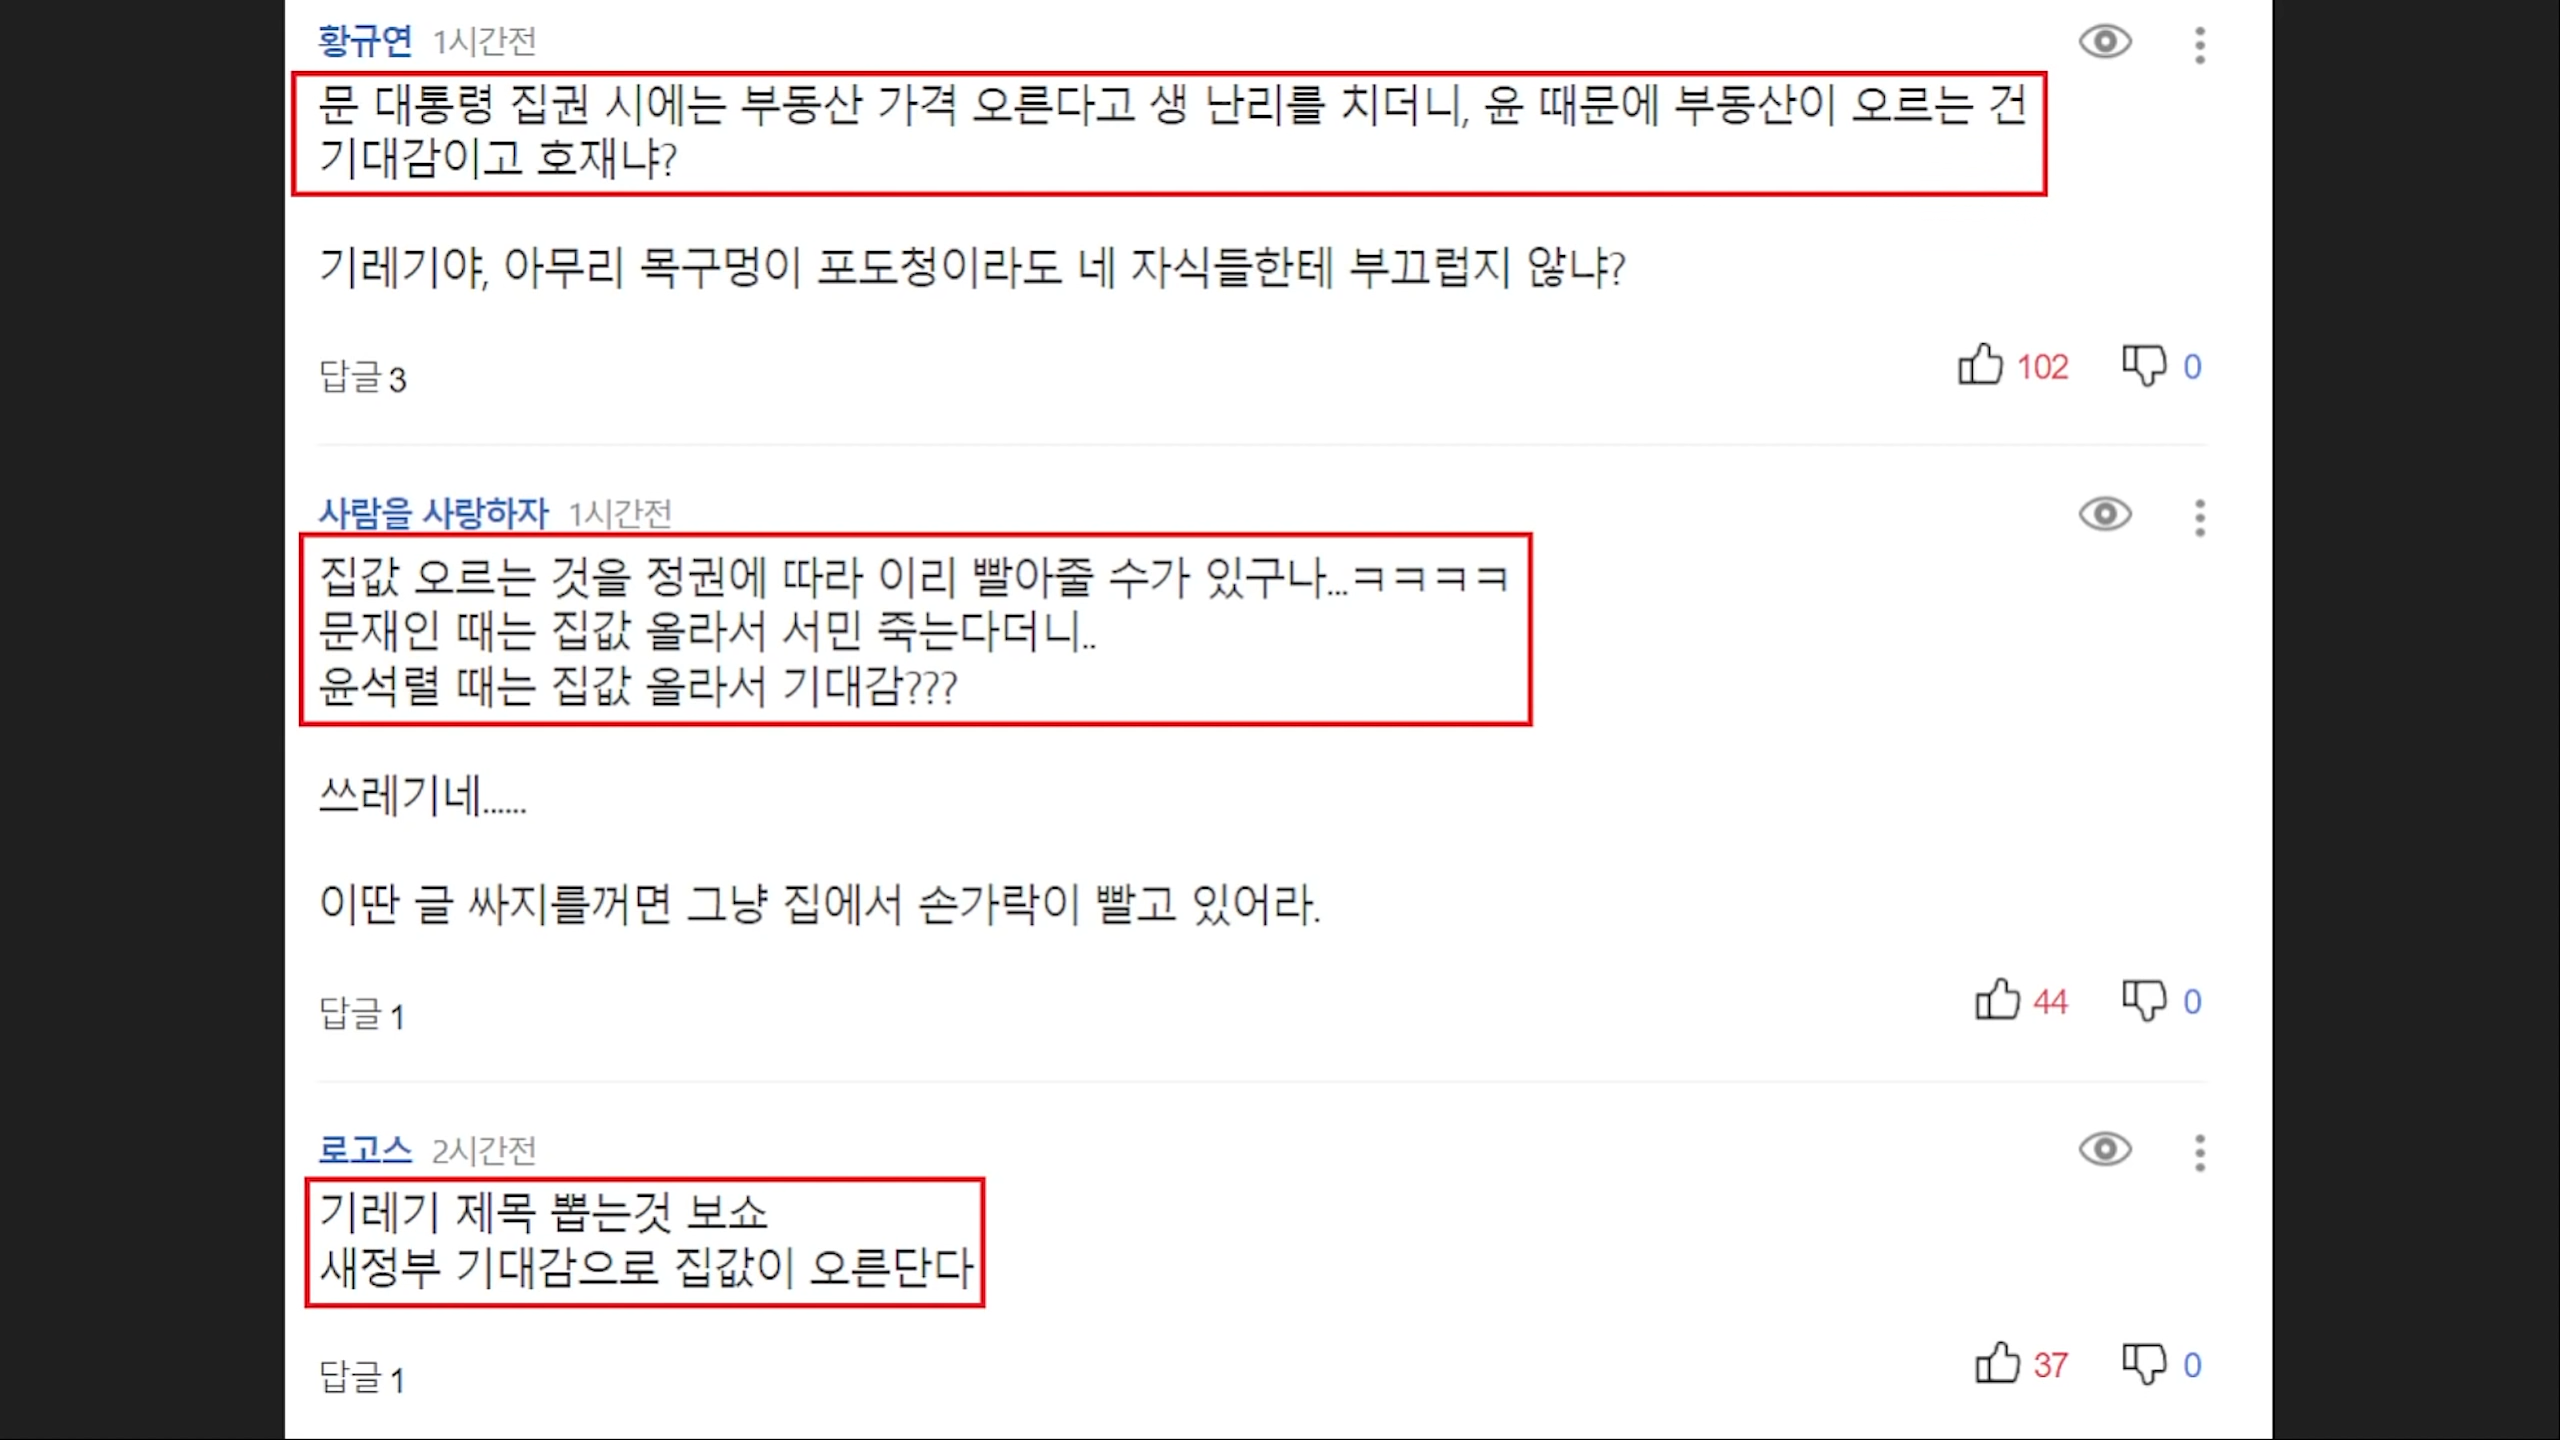 황규연 1시간전
문 대통령 집권 시에는 부동산 가격 오른다고 생 난리를 치더니, 윤 때문에 부동산이 오르는 건
기대감이고 호재냐?
기레기야, 아무리 목구멍이 포도청이라도 네 자식들한테 부끄럽지 않냐?
답글 3 102 0
사람을 사랑하자 1시간전
집값 오르는 것을 정권에 따라 이리 빨아줄 수가 있구나...ㅋㅋㅋㅋ
문재인 때는 집값 올라서 서민 죽는다더니..
윤석렬 때는 집값 올라서 기대감???
쓰레기네......
이딴 글 싸지를꺼면 그냥 집에서 손가락이 빨고 있어라.
답글 1 44 0
로고스 2시간전
기레기 제목 뽑는것 보쇼
새정부 기대감으로 집값이 오른단다
답글 1 37 0